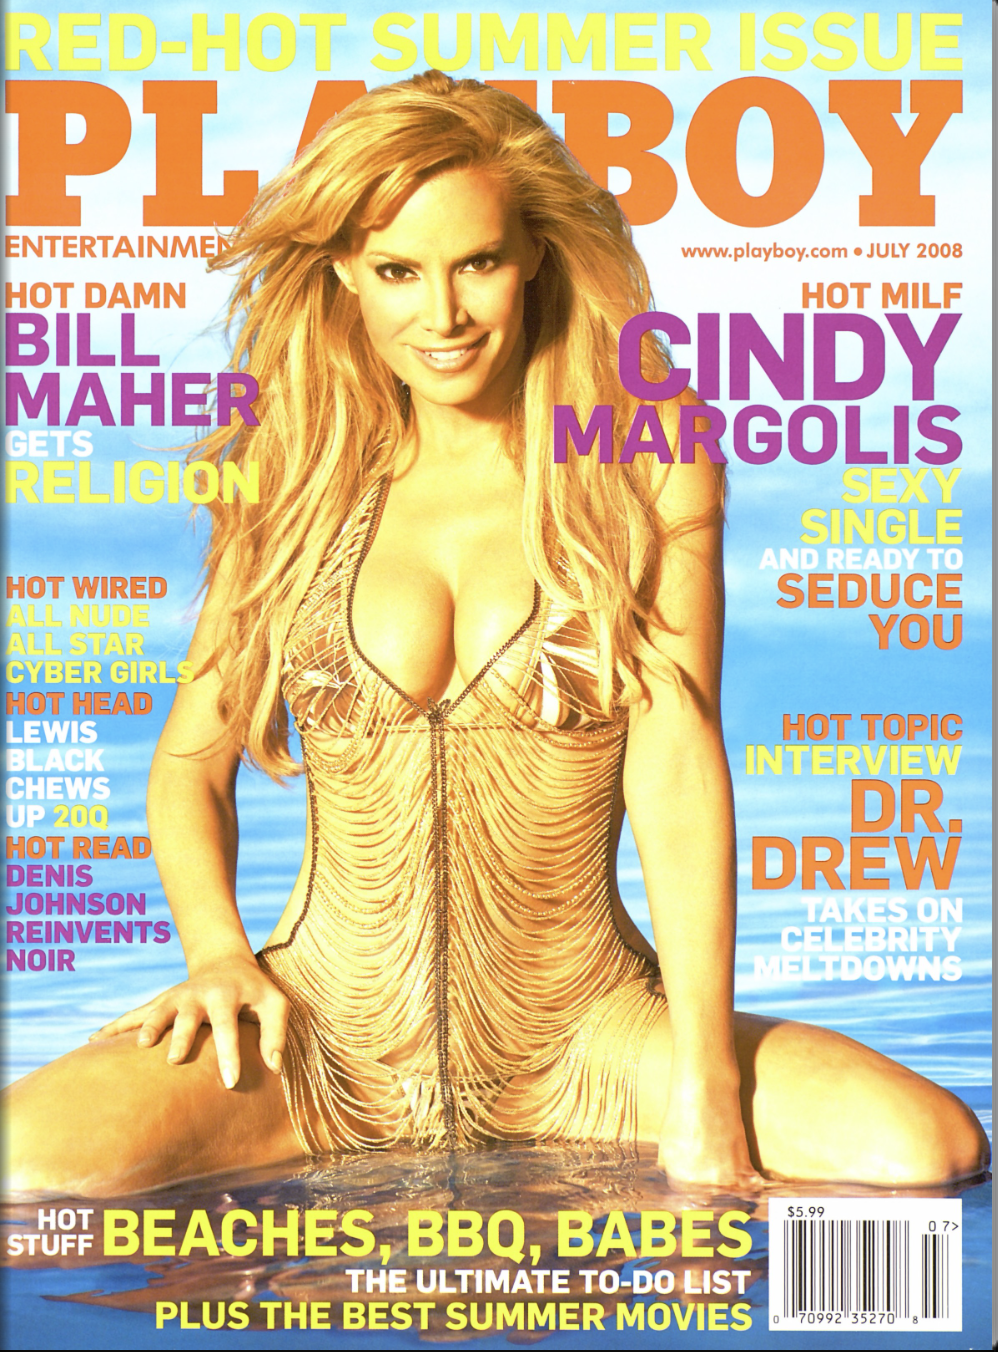 RED-HOT SUMMER ISSUE
PLAYBOY
ENTERTAINMEN
www.playboy.com • JULY 2008
HOT DAMN
BILL
MAHER
GETS
RELIGION
HOT WIRED
ALL NUDE
ALL STAR
CYBER GIRLS
HOT HEAD
LEWIS
BLACK
CHEWS
UP 20Q
HOT READ
DENIS
JOHNSON
REINVENTS
NOIR
HOT MILF
CINDY
MARGOLIS
SEXY
SINGLE
AND READY TO
SEDUCE
YOU
HOT TOPIC
INTERVIEW
DR.
DREW
TAKES ON
CELEBRITY
MELTDOWNS
HOT
STUFF
BEACHES, BBQ, BABES
THE ULTIMATE TO-DO LIST
PLUS THE BEST SUMMER MOVIES
$5.99
07>
0 70992 35270 8